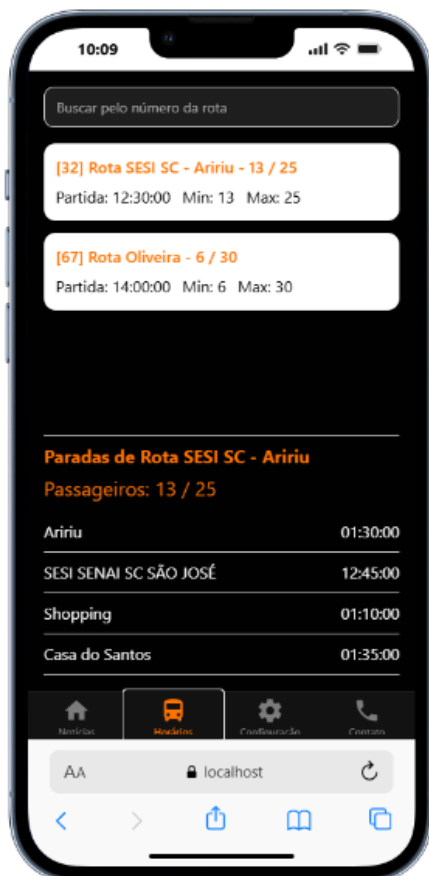 10:09
Buscar pelo número da rota
[32] Rota SESI SC - Aririu - 13 / 25
Partida: 12:30:00 Min: 13 Max: 25
[67] Rota Oliveira - 6 / 30
Partida: 14:00:00 Min: 6 Max: 30
Paradas de Rota SESI SC - Aririu
Passageiros: 13 / 25
Aririu 01:30:00
SESI SENAI SC SÃO JOSÉ 12:45:00
Shopping 01:10:00
Casa do Santos 01:35:00
Notícias Horários Configuração Contato
AA localhost